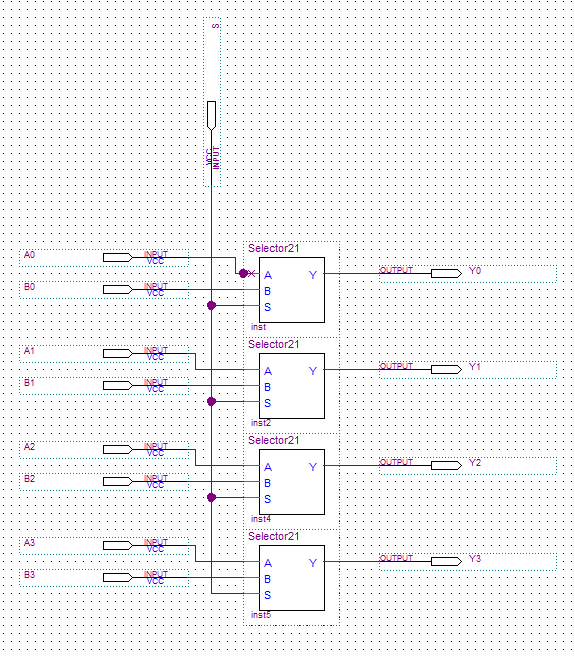 S
VCC
INPUT
Selector21
A0 INPUT
VCC
A Y OUTPUT Y0
B0 INPUT
VCC
B
S
inst
Selector21
A1 INPUT
VCC
A Y OUTPUT Y1
B1 INPUT
VCC
B
S
inst2
Selector21
A2 INPUT
VCC
A Y OUTPUT Y2
B2 INPUT
VCC
B
S
inst4
Selector21
A3 INPUT
VCC
A Y OUTPUT Y3
B3 INPUT
VCC
B
S
inst5